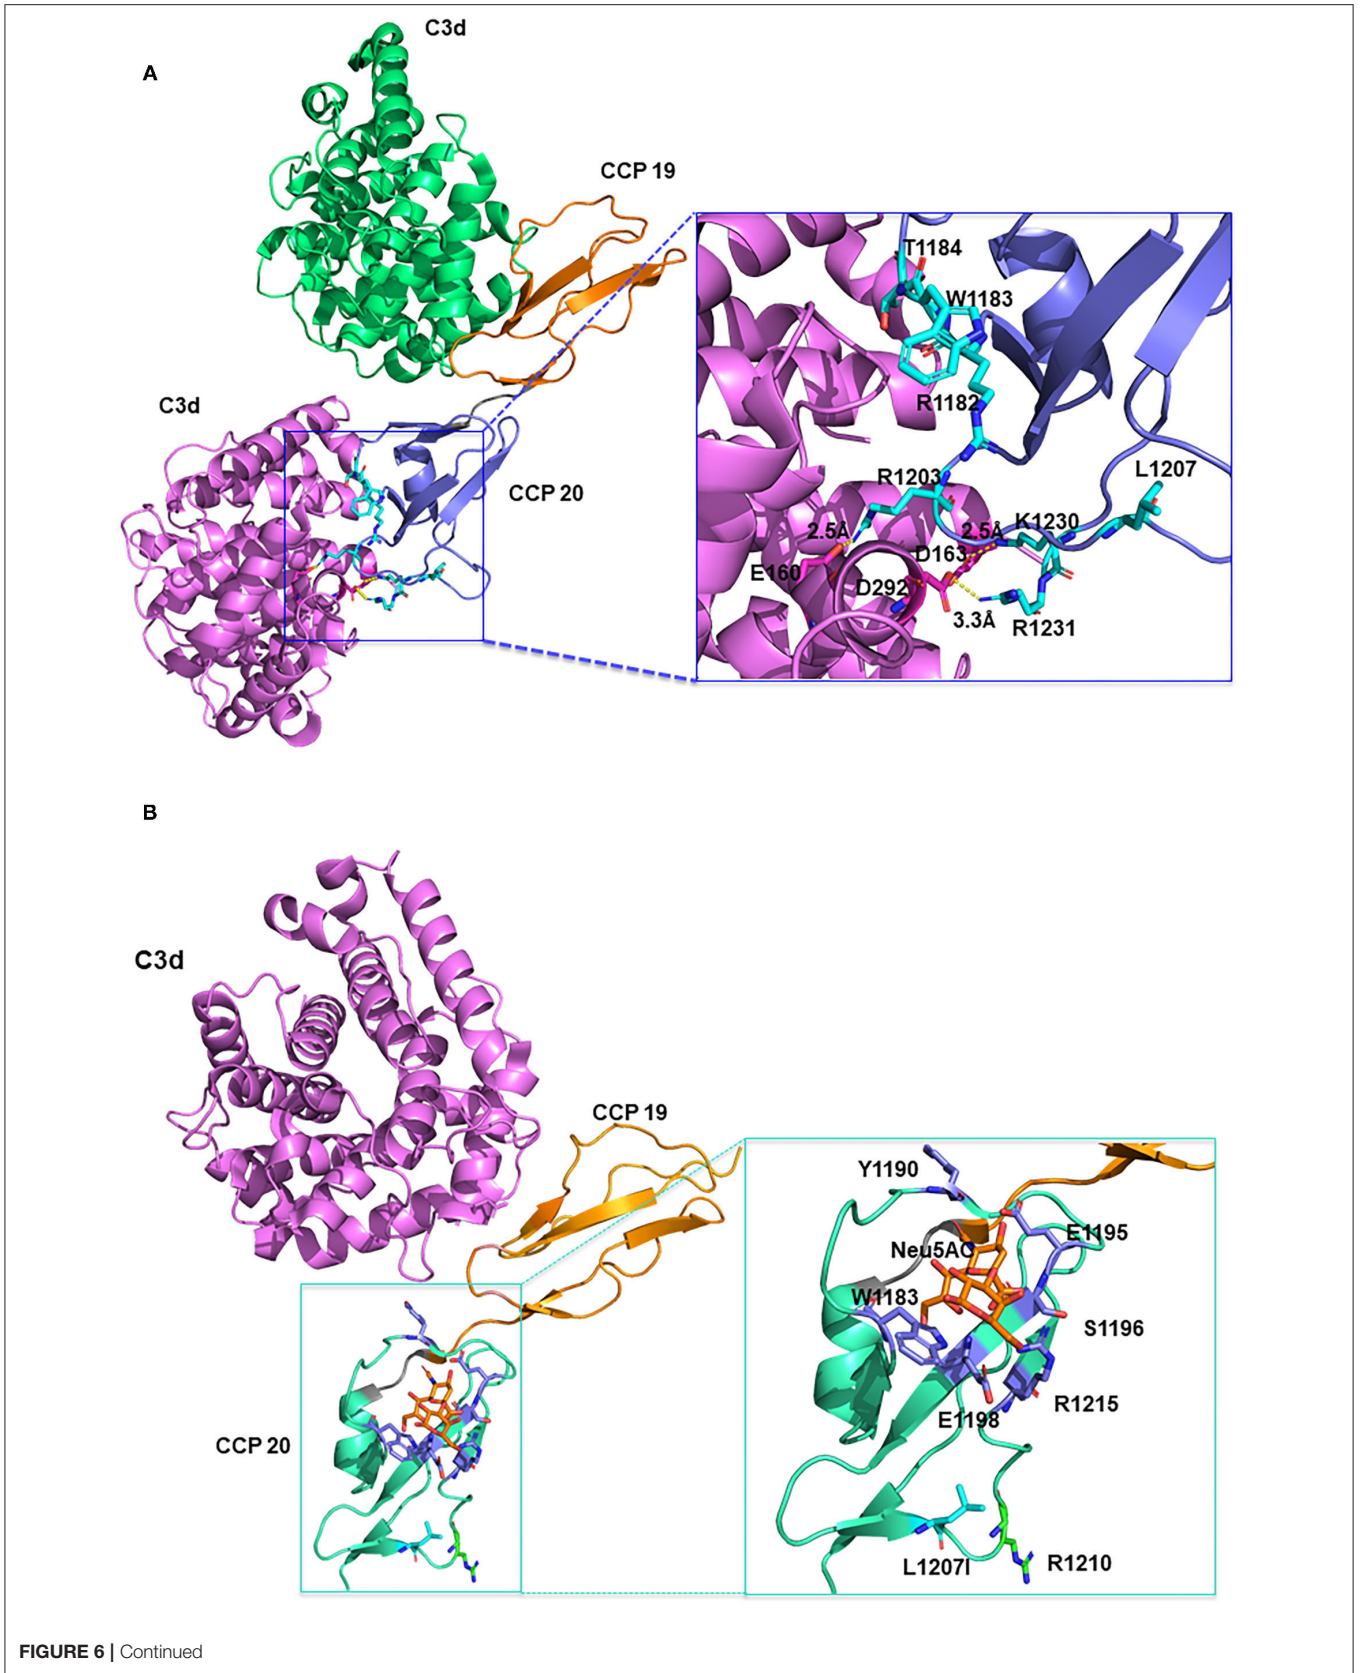 A
C3d
CCP 19
C3d
CCP 20
T1184
W1183
R1182
R1203
L1207
2.5Å
2.5Å
K1230
D163
E160
D292
3.3Å
R1231
B
C3d
CCP 19
CCP 20
Y1190
E1195
Neu5AC
W1183
S1196
R1215
E1198
L1207I
R1210
FIGURE 6 | Continued